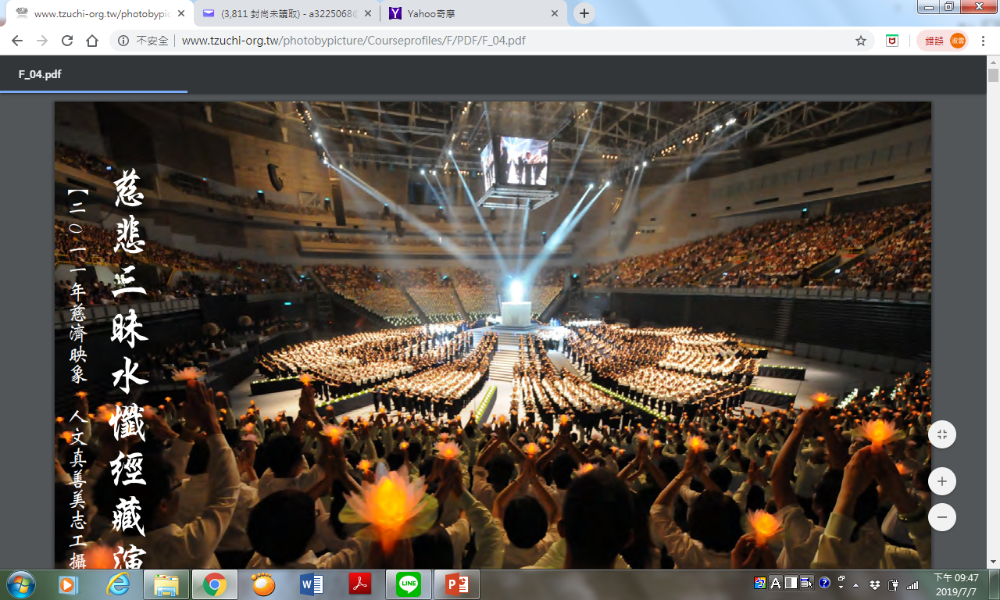 www.tzuchi-org.tw/photobypic
(3,811 封尚未讀取) - a3225068
Yahoo奇摩
不安全 | www.tzuchi-org.tw/photobypicture/Courseprofiles/F/PDF/F_04.pdf
錯誤
淑雲
F_04.pdf
慈悲三昧水懺經藏演
【二〇一一年慈濟映象 人文真善美志工攝
W
LINE
P
A
下午 09:47
2019/7/7